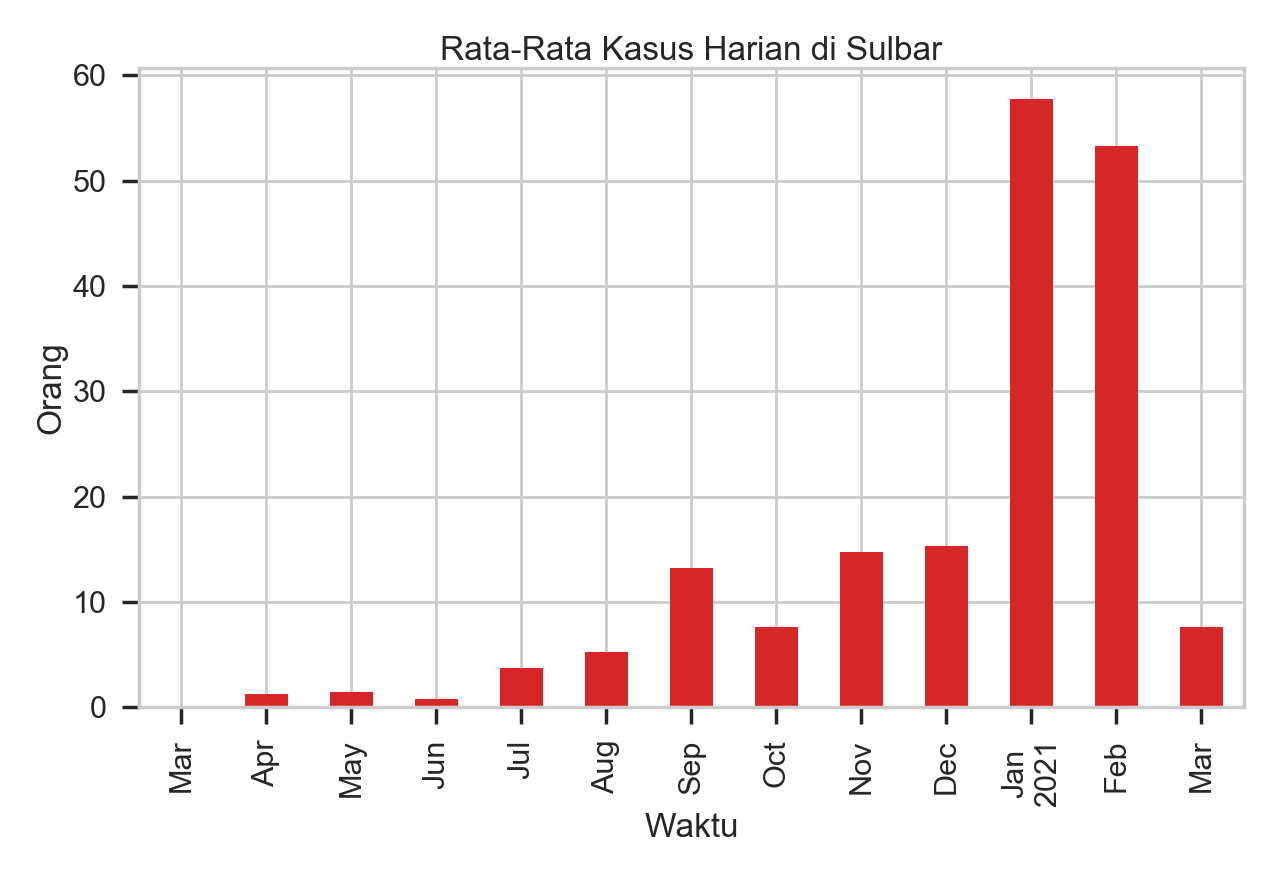 Rata-Rata Kasus Harian di Sulbar
60
50
40
30
20
10
0
Orang
Mar
Apr
May
Jun
Jul
Aug
Sep
Oct
Nov
Dec
Jan
2021
Feb
Mar
Waktu